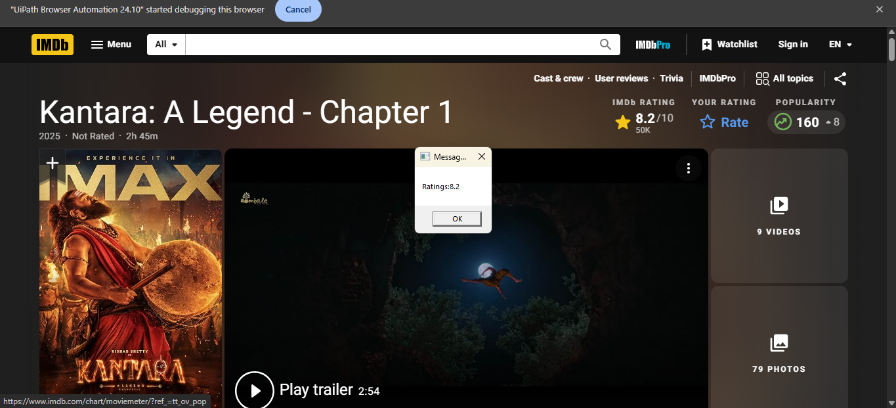 "UiPath Browser Automation 24.10" started debugging this browser
Cancel
IMDb
Menu
All
IMDbPro
Watchlist
Sign in
EN
Cast & crew · User reviews · Trivia
IMDbPro
All topics
Kantara: A Legend - Chapter 1
2025 · Not Rated · 2h 45m
IMDb RATING
8.2/10
50K
YOUR RATING
Rate
POPULARITY
160
8
EXPERIENCE IT IN
IMAX
RISHAB SHETTY
KANTARA
Messag...
Ratings:8.2
OK
9 VIDEOS
79 PHOTOS
Play trailer 2:54
https://www.imdb.com/chart/moviemeter/?ref_=tt_ov_pop